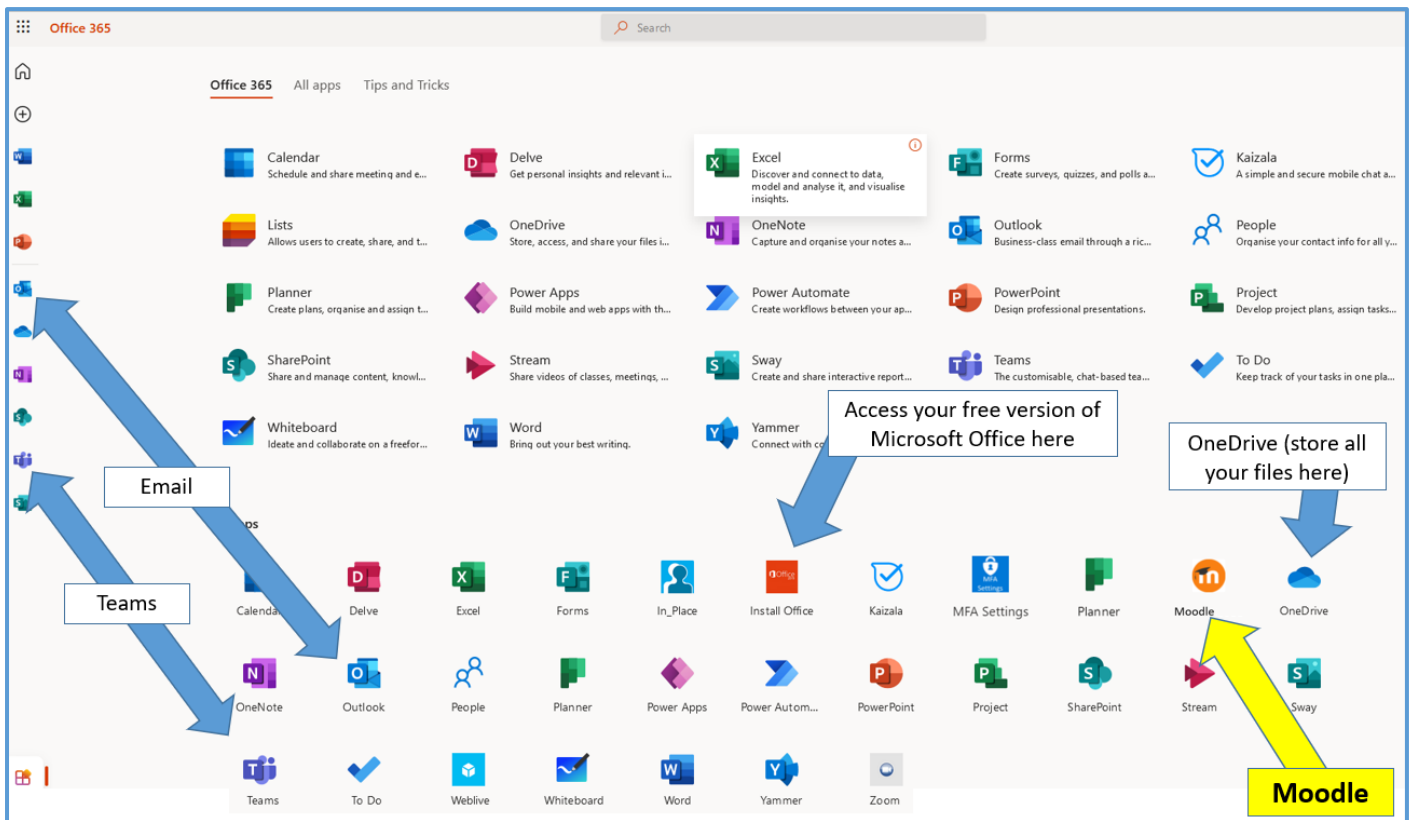 Office 365
Search
Office 365 All apps Tips and Tricks
Calendar
Schedule and share meeting and e...
Delve
Get personal insights and relevant i...
Excel
Discover and connect to data,
model and analyse it, and visualise
insights.
Forms
Create surveys, quizzes, and polls a...
Kaizala
A simple and secure mobile chat a...
Lists
Allows users to create, share, and t...
OneDrive
Store, access, and share your files i...
OneNote
Capture and organise your notes a...
Outlook
Business-class email through a ric...
People
Organise your contact info for all y...
Planner
Create plans, organise and assign t...
Power Apps
Build mobile and web apps with th...
Power Automate
Create workflows between your ap...
PowerPoint
Design professional presentations.
Project
Develop project plans, assign tasks...
SharePoint
Share and manage content, knowl...
Stream
Share videos of classes, meetings, ...
Sway
Create and share interactive report...
Teams
The customisable, chat-based tea...
To Do
Keep track of your tasks in one pla...
Whiteboard
Ideate and collaborate on a freefor...
Word
Bring out your best writing.
Yammer
Connect with
Access your free version of
Microsoft Office here
OneDrive (store all
your files here)
Email
Teams
Calendar Delve Excel Forms In_Place Install Office Kaizala MFA Settings Planner Moodle OneDrive
OneNote Outlook People Planner Power Apps Power Autom... PowerPoint Project SharePoint Stream Sway
Teams To Do Weblive Whiteboard Word Yammer Zoom
Moodle